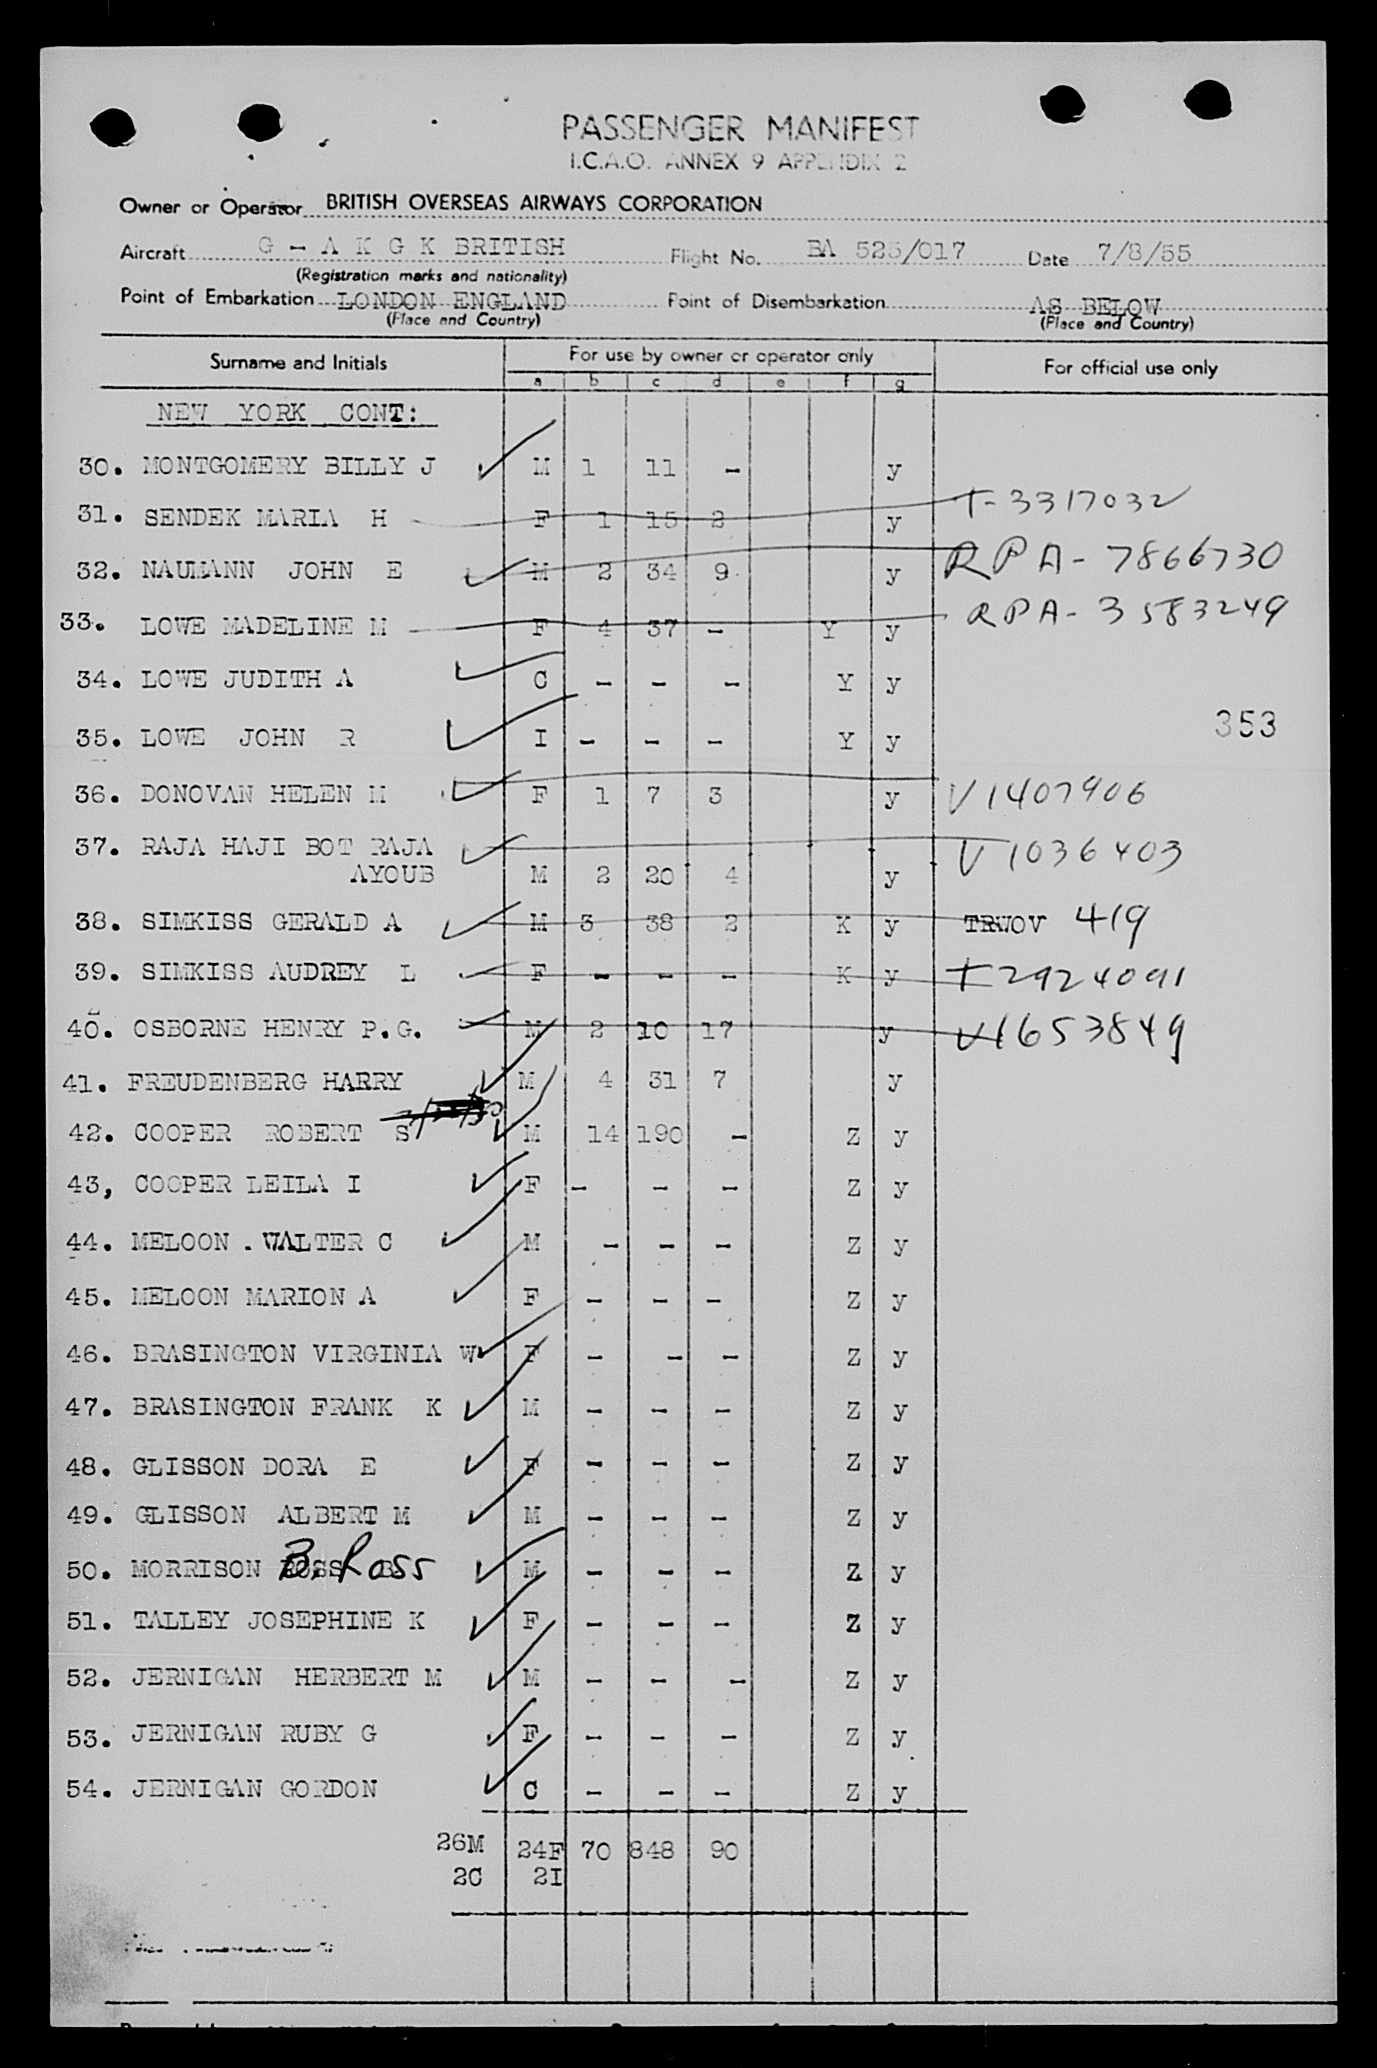 PASSENGER MANIFEST
I.C.A.O. ANNEX 9 APPENDIX 2
Owner or Operator BRITISH OVERSEAS AIRWAYS CORPORATION
Aircraft G - A K G K BRITISH Flight No. BA 525/017 Date 7/8/55
(Registration marks and nationality)
Point of Embarkation LONDON ENGLAND Point of Disembarkation AS BELOW
(Place and Country) (Place and Country)
Surname and Initials For use by owner or operator only For official use only
a b c d e f g
NEW YORK CONT:
30. MONTGOMERY BILLY J M 1 11 - y
31. SENDEK MARIA H F 1 15 2 y T-3317032
32. NAUMANN JOHN E M 2 34 9 y RPA-7866730
33. LOWE MADELINE M F 4 37 - Y y RPA-3583249
34. LOWE JUDITH A C - - - Y y
353
35. LOWE JOHN R I - - - Y y
36. DONOVAN HELEN M F 1 7 3 y V1407906
37. RAJA HAJI BOT RAJA V1036403
AYOUB M 2 20 4 y
38. SIMKISS GERALD A M 3 38 2 K y TRWOV 419
39. SIMKISS AUDREY L F - - - K y T2924091
40. OSBORNE HENRY P.G. M 2 10 17 y V1653849
41. FREUDENBERG HARRY M 4 31 7 y
42. COOPER ROBERT S M 14 190 - Z y
43, COOPER LEILA I F - - - Z y
44. MELOON . WALTER C M - - - Z y
45. MELOON MARION A F - - - Z y
46. BRASINGTON VIRGINIA W F - - - Z y
47. BRASINGTON FRANK K M - - - Z y
48. GLISSON DORA E F - - - Z y
49. GLISSON ALBERT M M - - - Z y
50. MORRISON ROSS B B. Ross M - - - Z y
51. TALLEY JOSEPHINE K F - - - Z y
52. JERNIGAN HERBERT M M - - - Z y
53. JERNIGAN RUBY G F - - - Z y
54. JERNIGAN GORDON C - - - Z y
26M 24F 70 848 90
2C 2I